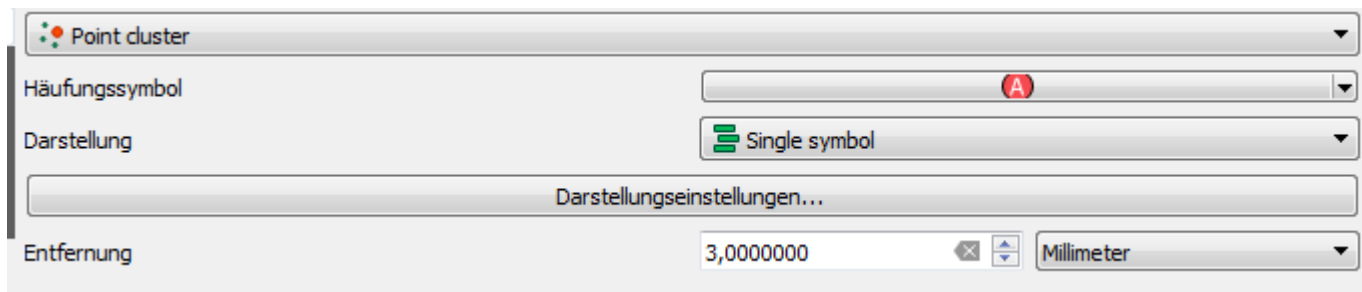 Point cluster
Häufungssymbol A
Darstellung Single symbol
Darstellungseinstellungen...
Entfernung 3,0000000 Millimeter